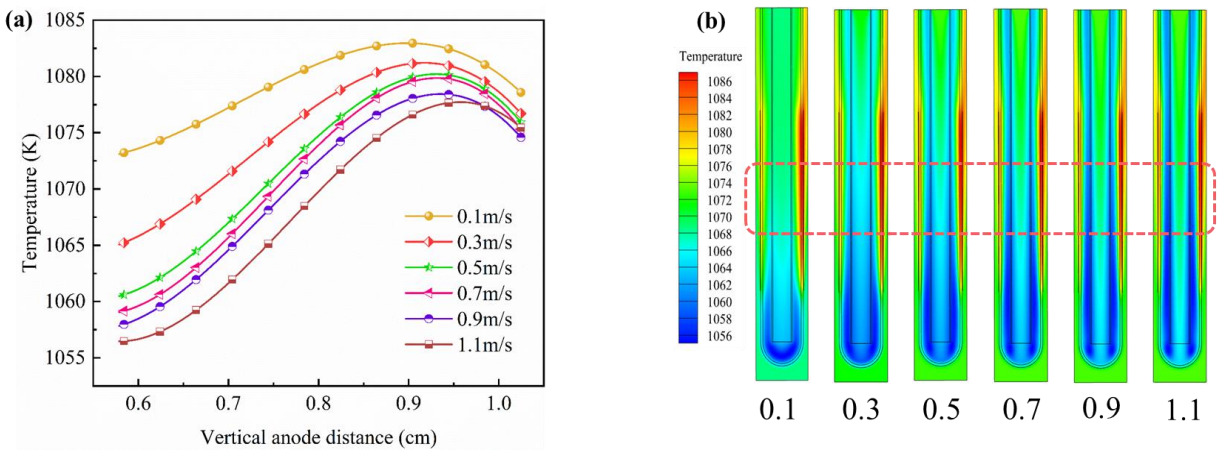 (a)
1085
1080
1075
1070
1065
1060
1055
Temperature (K)
0.1m/s
0.3m/s
0.5m/s
0.7m/s
0.9m/s
1.1m/s
0.6 0.7 0.8 0.9 1.0
Vertical anode distance (cm)
(b)
Temperature
1086
1084
1082
1080
1078
1076
1074
1072
1070
1068
1066
1064
1062
1060
1058
1056
0.1 0.3 0.5 0.7 0.9 1.1